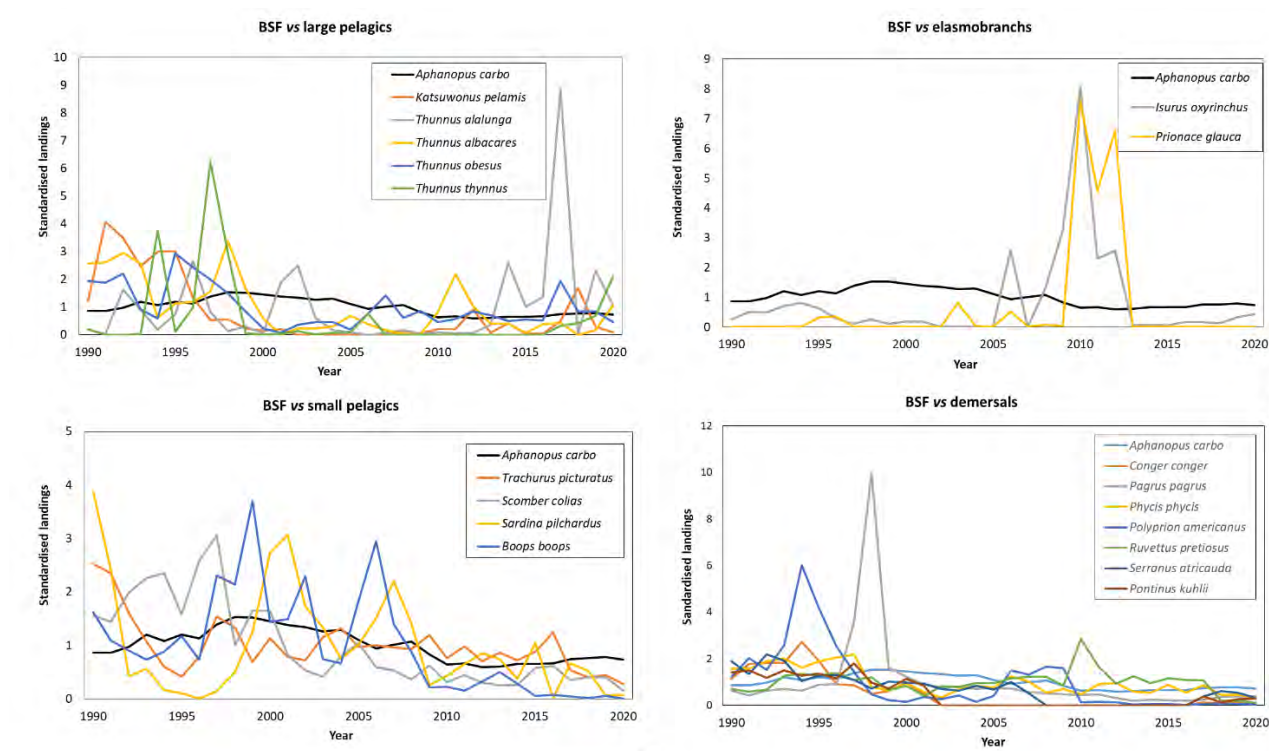 BSF vs large pelagics
10
9
8
7
6
5
4
3
2
1
0
Standardised landings
Aphanopus carbo
Katsuwonus pelamis
Thunnus alalunga
Thunnus albacares
Thunnus obesus
Thunnus thynnus
1990 1995 2000 2005 2010 2015 2020
Year
BSF vs elasmobranchs
9
8
7
6
5
4
3
2
1
0
Standardised landings
Aphanopus carbo
Isurus oxyrinchus
Prionace glauca
1990 1995 2000 2005 2010 2015 2020
Year
BSF vs small pelagics
5
4
3
2
1
0
Standardised landings
Aphanopus carbo
Trachurus picturatus
Scomber colias
Sardina pilchardus
Boops boops
1990 1995 2000 2005 2010 2015 2020
Year
BSF vs demersals
12
10
8
6
4
2
0
Sandardised landings
Aphanopus carbo
Conger conger
Pagrus pagrus
Phycis phycis
Polyprion americanus
Ruvettus pretiosus
Serranus atricauda
Pontinus kuhlii
1990 1995 2000 2005 2010 2015 2020
Year